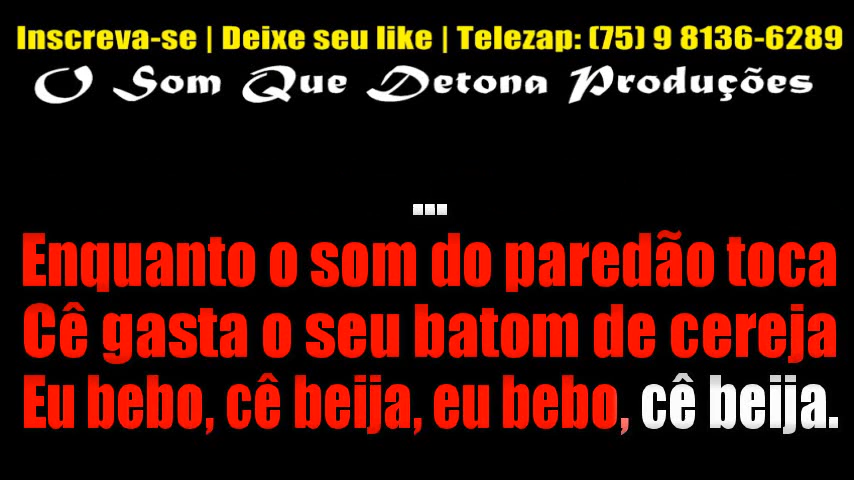 Inscreva-se | Deixe seu like | Telezap: (75) 9 8136-6289
O Som Que Detona Produções
...
Enquanto o som do paredão toca
Cê gasta o seu batom de cereja
Eu bebo, cê beija, eu bebo, cê beija.